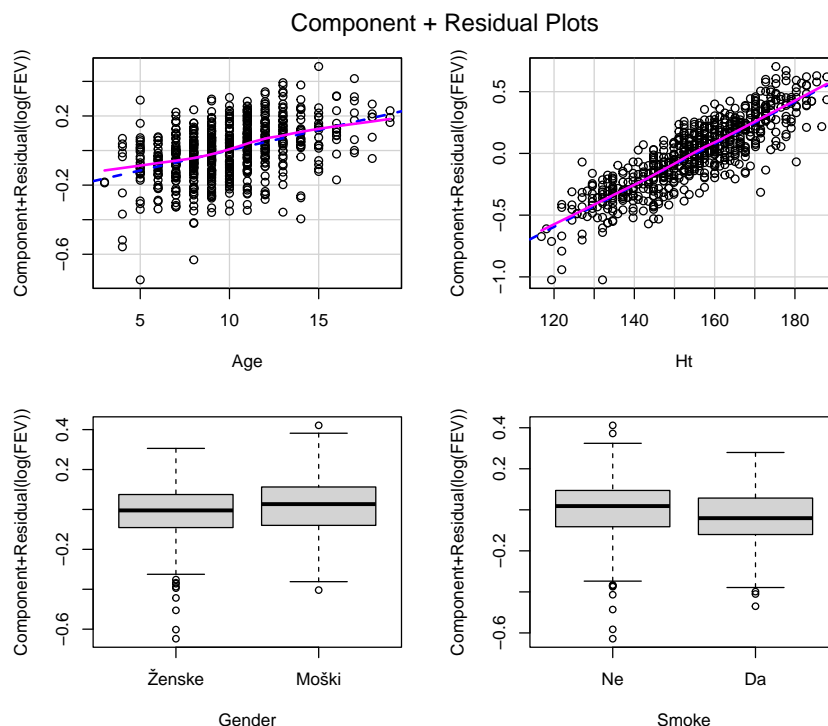 Component + Residual Plots
Component+Residual(log(FEV))
−0.6
−0.2
0.2
5
10
15
Age
Component+Residual(log(FEV))
−1.0
−0.5
0.0
0.5
120
140
160
180
Ht
Component+Residual(log(FEV))
−0.6
−0.2
0.2
0.4
Ženske
Moški
Gender
Component+Residual(log(FEV))
−0.6
−0.2
0.2
0.4
Ne
Da
Smoke